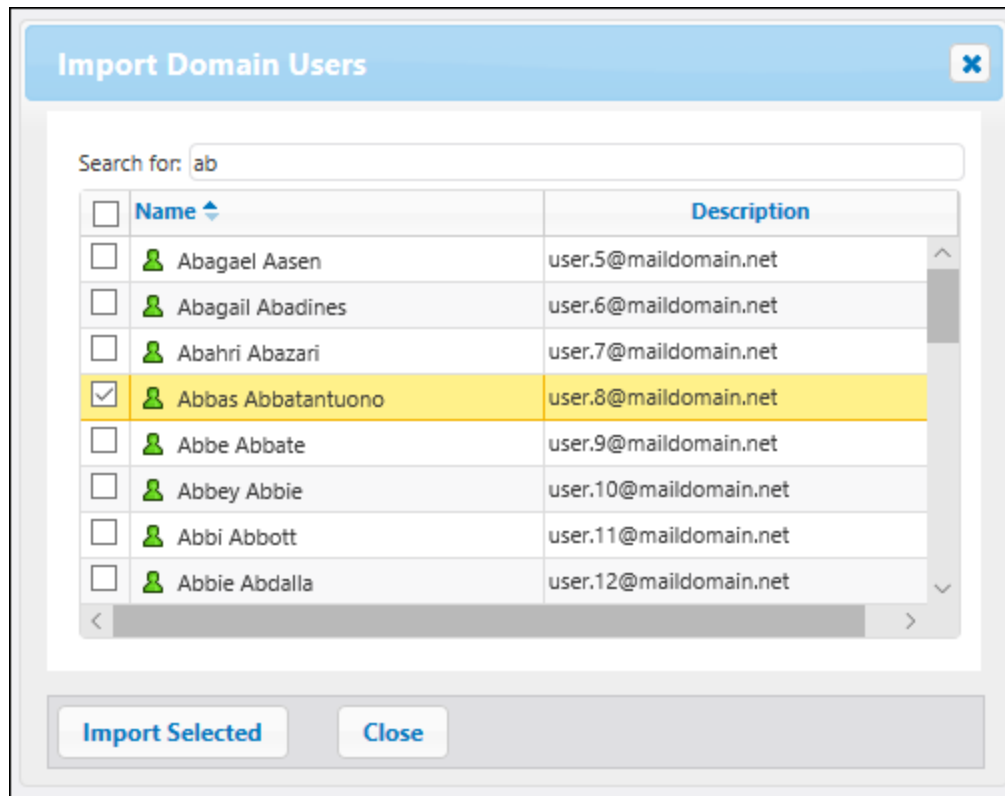 Import Domain Users
Search for: ab
Name Description
Abagael Aasen user.5@maildomain.net
Abagail Abadines user.6@maildomain.net
Abahri Abazari user.7@maildomain.net
Abbas Abbatantuono user.8@maildomain.net
Abbe Abbate user.9@maildomain.net
Abbey Abbie user.10@maildomain.net
Abbi Abbott user.11@maildomain.net
Abbie Abdalla user.12@maildomain.net
Import Selected Close